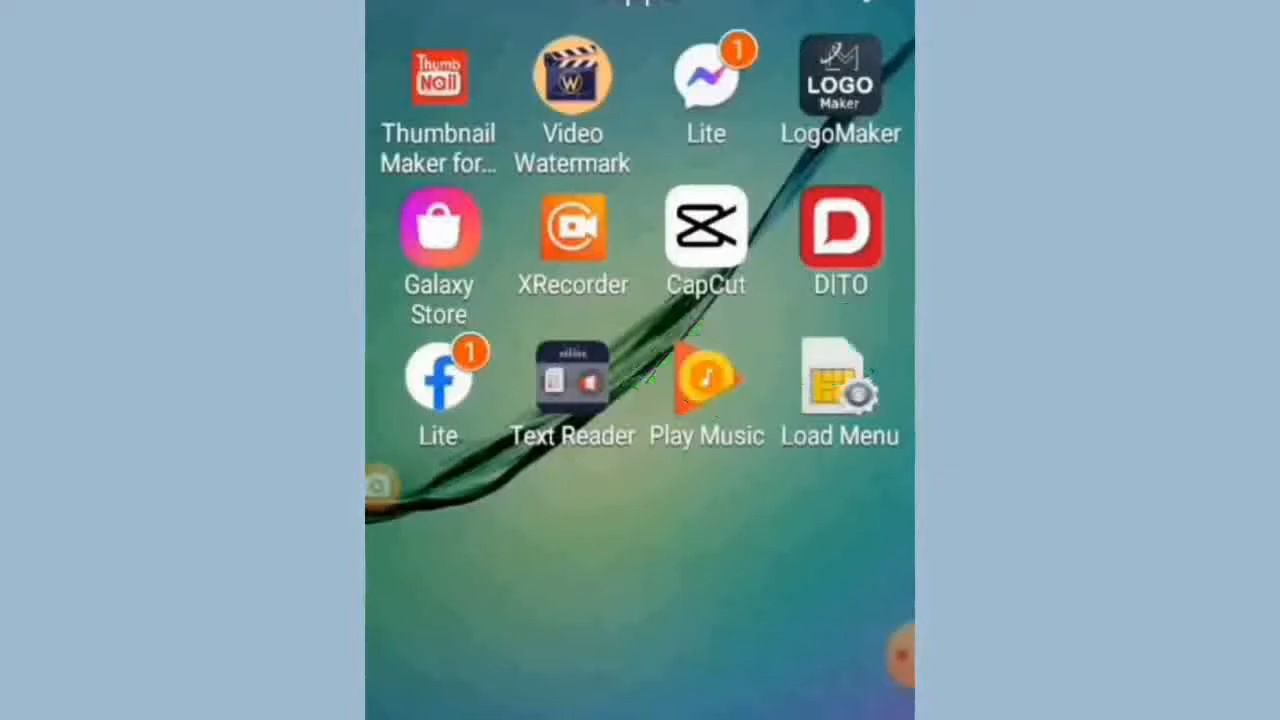 Thumb
Nail
W
1
LOGO
Maker
Thumbnail
Maker for...
Video
Watermark
Lite
LogoMaker
Galaxy
Store
XRecorder
CapCut
DITO
1
Lite
Text Reader
Play Music
Load Menu